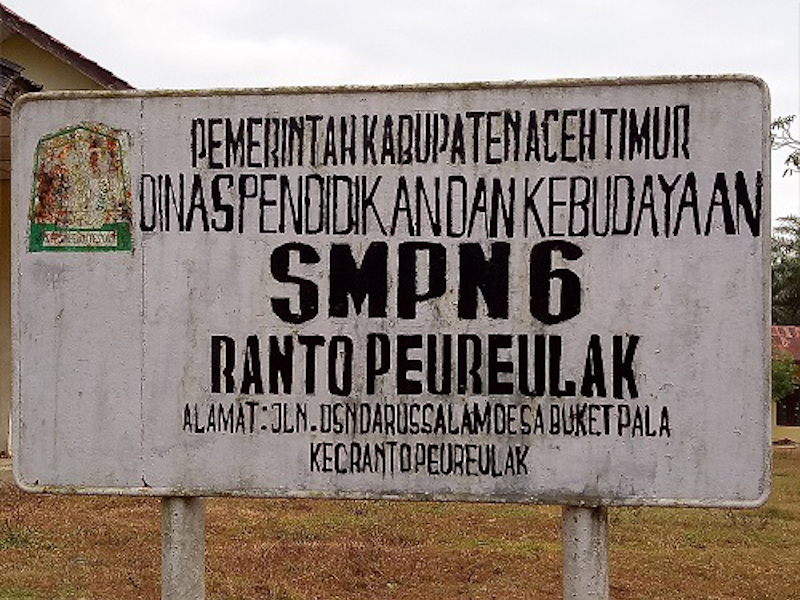 PEMERINTAH KABUPATEN ACEH TIMUR
DINAS PENDIDIKAN DAN KEBUDAYAAN
SMPN 6
RANTO PEUREULAK
ALAMAT : JLN. DSN DARUSSALAM DESA BUKET PALA
KEC RANTO PEUREULAK